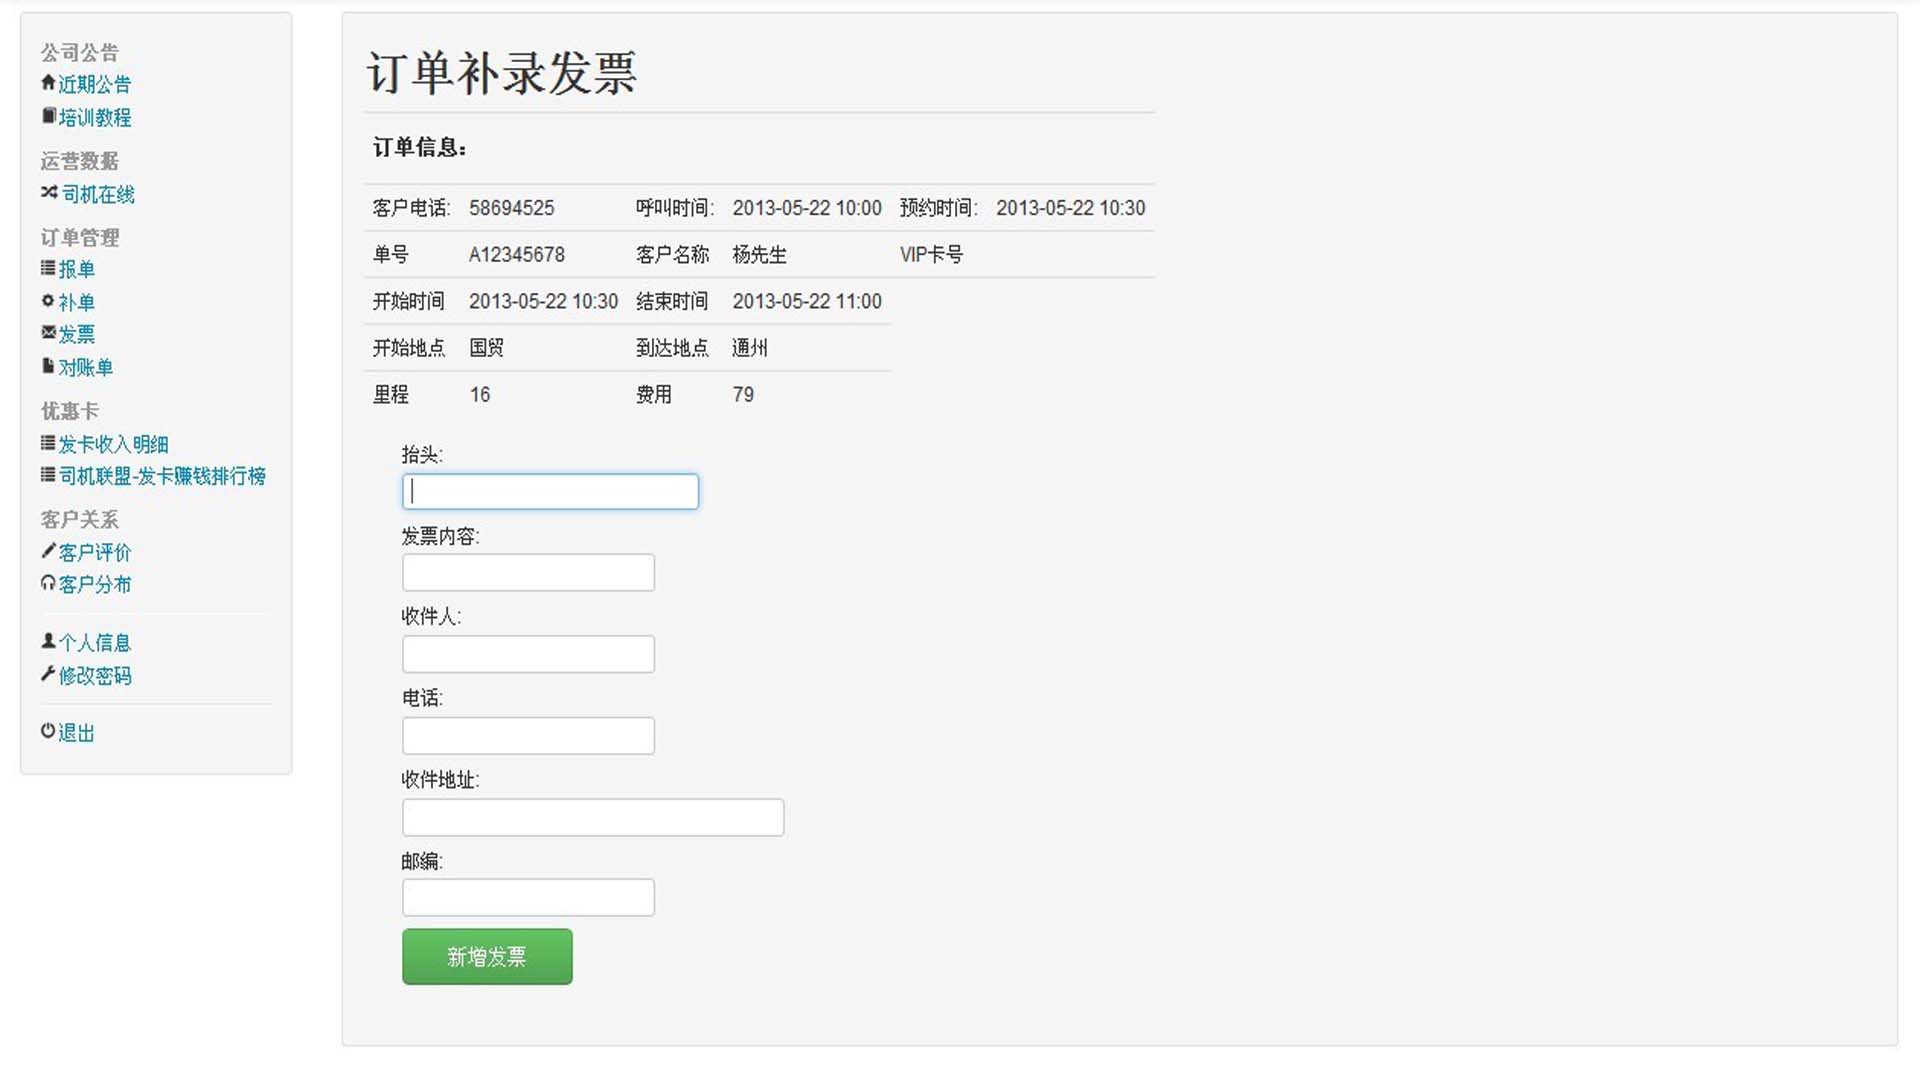 公司公告
近期公告
培训教程
运营数据
司机在线
订单管理
报单
补单
发票
对账单
优惠卡
发卡收入明细
司机联盟-发卡赚钱排行榜
客户关系
客户评价
客户分布
个人信息
修改密码
退出
订单补录发票
订单信息：
客户电话: 58694525 呼叫时间: 2013-05-22 10:00 预约时间: 2013-05-22 10:30
单号 A12345678 客户名称 杨先生 VIP卡号
开始时间 2013-05-22 10:30 结束时间 2013-05-22 11:00
开始地点 国贸 到达地点 通州
里程 16 费用 79
抬头:
发票内容:
收件人:
电话:
收件地址:
邮编:
新增发票